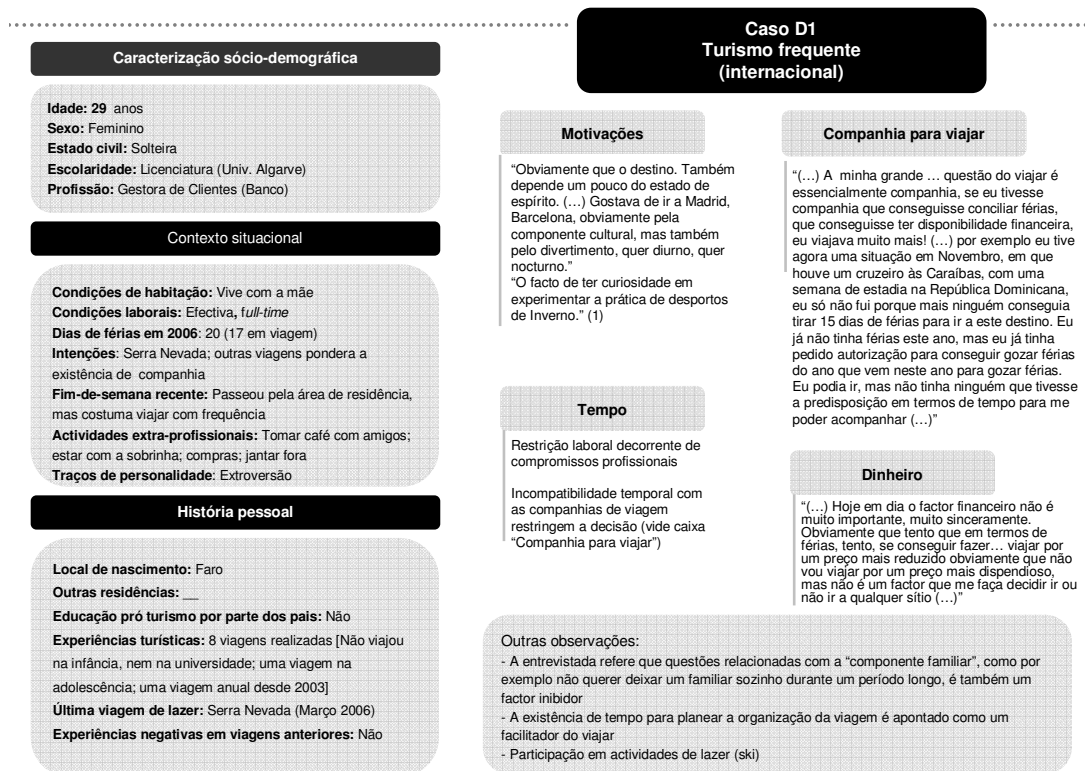 Caso D1
Turismo frequente
(internacional)
Caracterização sócio-demográfica
Idade: 29 anos
Sexo: Feminino
Estado civil: Solteira
Escolaridade: Licenciatura (Univ. Algarve)
Profissão: Gestora de Clientes (Banco)
Contexto situacional
Condições de habitação: Vive com a mãe
Condições laborais: Efectiva, full-time
Dias de férias em 2006: 20 (17 em viagem)
Intenções: Serra Nevada; outras viagens pondera a
existência de companhia
Fim-de-semana recente: Passeou pela área de residência,
mas costuma viajar com frequência
Actividades extra-profissionais: Tomar café com amigos;
estar com a sobrinha; compras; jantar fora
Traços de personalidade: Extroversão
História pessoal
Local de nascimento: Faro
Outras residências: __
Educação pró turismo por parte dos pais: Não
Experiências turísticas: 8 viagens realizadas [Não viajou
na infância, nem na universidade; uma viagem na
adolescência; uma viagem anual desde 2003]
Última viagem de lazer: Serra Nevada (Março 2006)
Experiências negativas em viagens anteriores: Não
Motivações
“Obviamente que o destino. Também
depende um pouco do estado de
espírito. (…) Gostava de ir a Madrid,
Barcelona, obviamente pela
componente cultural, mas também
pelo divertimento, quer diurno, quer
nocturno.”
“O facto de ter curiosidade em
experimentar a prática de desportos
de Inverno.” (1)
Tempo
Restrição laboral decorrente de
compromissos profissionais
Incompatibilidade temporal com
as companhias de viagem
restringem a decisão (vide caixa
“Companhia para viajar”)
Companhia para viajar
“(…) A minha grande … questão do viajar é
essencialmente companhia, se eu tivesse
companhia que conseguisse conciliar férias,
que conseguisse ter disponibilidade financeira,
eu viajava muito mais! (…) por exemplo eu tive
agora uma situação em Novembro, em que
houve um cruzeiro às Caraíbas, com uma
semana de estadia na República Dominicana,
eu só não fui porque mais ninguém conseguia
tirar 15 dias de férias para ir a este destino. Eu
já não tinha férias este ano, mas eu já tinha
pedido autorização para conseguir gozar férias
do ano que vem neste ano para gozar férias.
Eu podia ir, mas não tinha ninguém que tivesse
a predisposição em termos de tempo para me
poder acompanhar (…)”
Dinheiro
“(…) Hoje em dia o factor financeiro não é
muito importante, muito sinceramente.
Obviamente que tento que em termos de
férias, tento, se conseguir fazer… viajar por
um preço mais reduzido obviamente que não
vou viajar por um preço mais dispendioso,
mas não é um factor que me faça decidir ir ou
não ir a qualquer sítio (…)”
Outras observações:
- A entrevistada refere que questões relacionadas com a “componente familiar”, como por
exemplo não querer deixar um familiar sozinho durante um período longo, é também um
factor inibidor
- A existência de tempo para planear a organização da viagem é apontado como um
facilitador do viajar
- Participação em actividades de lazer (ski)